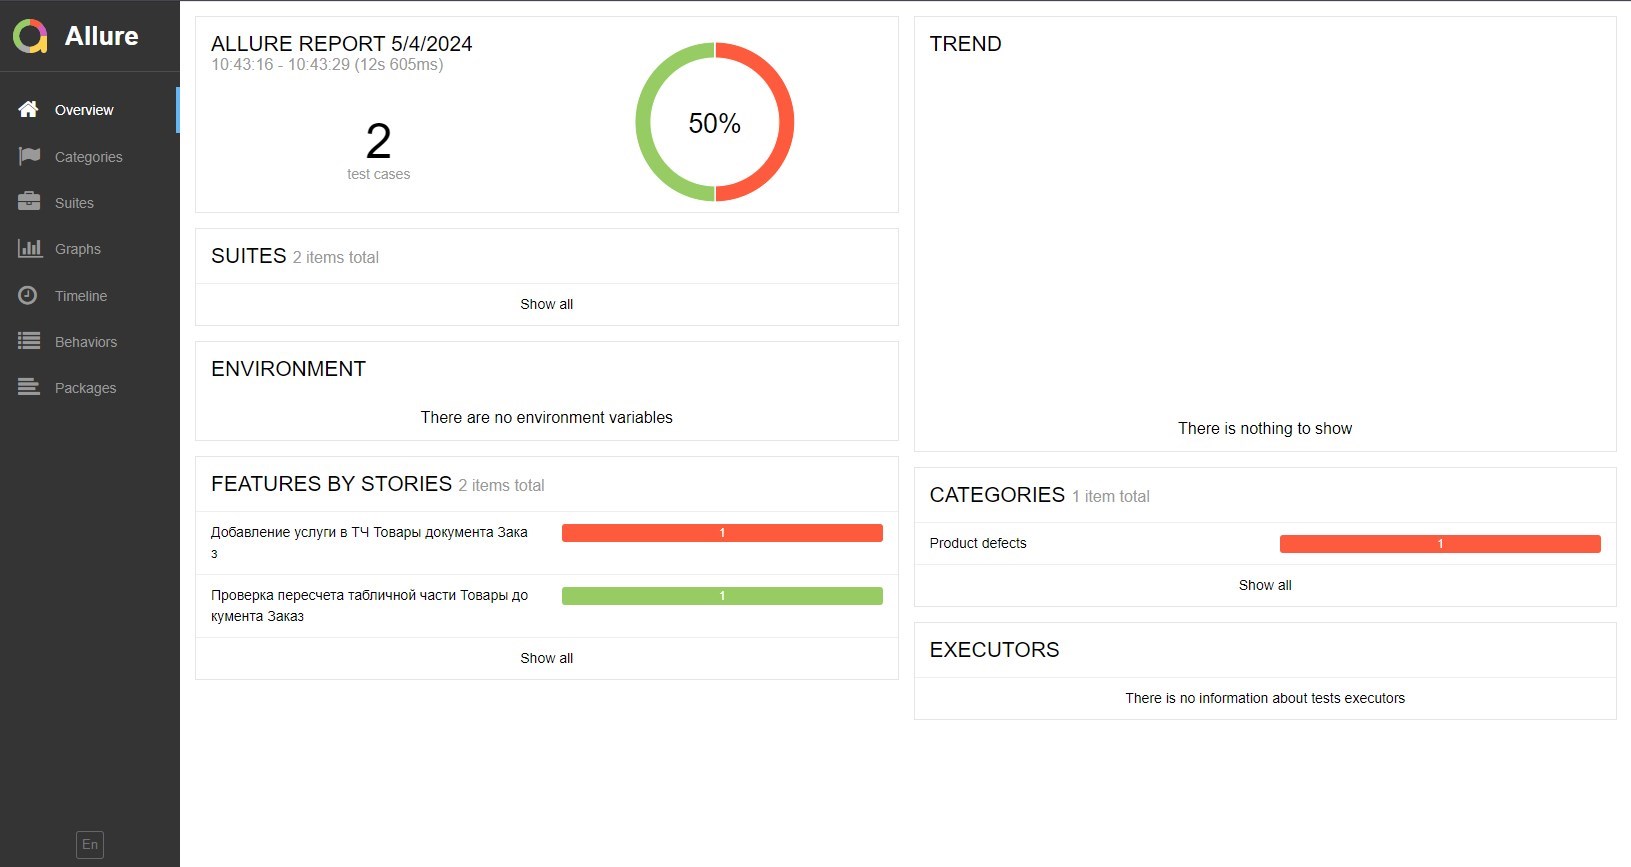 Allure
Overview
Categories
Suites
Graphs
Timeline
Behaviors
Packages
En
ALLURE REPORT 5/4/2024
10:43:16 - 10:43:29 (12s 605ms)
2
test cases
50%
SUITES 2 items total
Show all
ENVIRONMENT
There are no environment variables
FEATURES BY STORIES 2 items total
Добавление услуги в ТЧ Товары документа Зака
з
1
Проверка пересчета табличной части Товары до
кумента Заказ
1
Show all
TREND
There is nothing to show
CATEGORIES 1 item total
Product defects
1
Show all
EXECUTORS
There is no information about tests executors